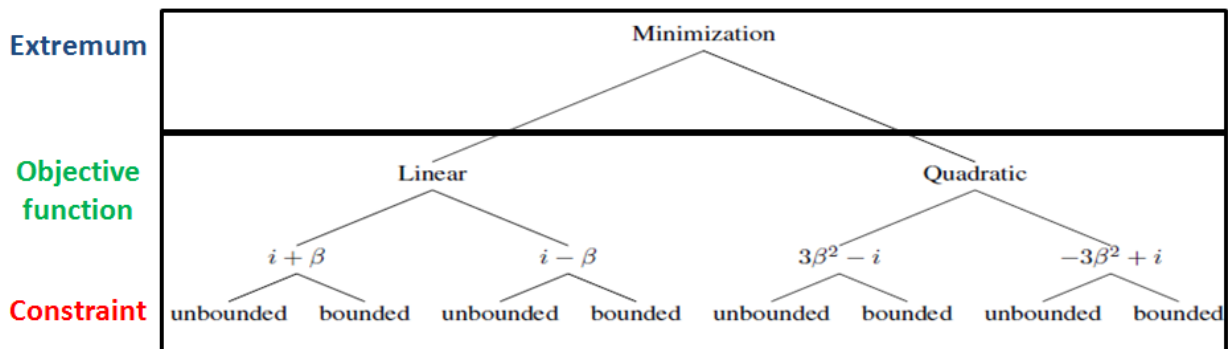 Extremum
Minimization
Objective
function
Linear Quadratic
i + β i − β 3β² − i −3β² + i
Constraint
unbounded bounded unbounded bounded unbounded bounded unbounded bounded